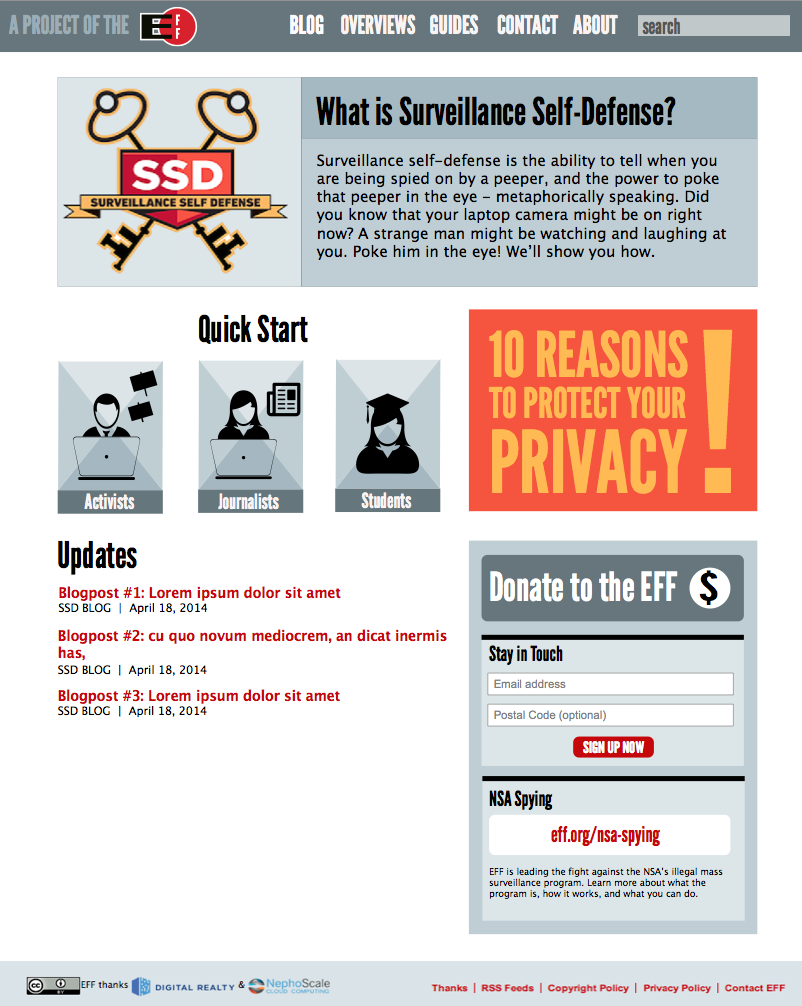 A PROJECT OF THE EFF BLOG OVERVIEWS GUIDES CONTACT ABOUT search
SSD
SURVEILLANCE SELF DEFENSE
What is Surveillance Self-Defense?
Surveillance self-defense is the ability to tell when you
are being spied on by a peeper, and the power to poke
that peeper in the eye – metaphorically speaking. Did
you know that your laptop camera might be on right
now? A strange man might be watching and laughing at
you. Poke him in the eye! We'll show you how.
Quick Start
Activists
Journalists
Students
10 REASONS
TO PROTECT YOUR
PRIVACY!
Updates
Blogpost #1: Lorem ipsum dolor sit amet
SSD BLOG | April 18, 2014
Blogpost #2: cu quo novum mediocrem, an dicat inermis
has,
SSD BLOG | April 18, 2014
Blogpost #3: Lorem ipsum dolor sit amet
SSD BLOG | April 18, 2014
Donate to the EFF $
Stay in Touch
Email address
Postal Code (optional)
SIGN UP NOW
NSA Spying
eff.org/nsa-spying
EFF is leading the fight against the NSA's illegal mass
surveillance program. Learn more about what the
program is, how it works, and what you can do.
cc BY EFF thanks DIGITAL REALTY & NephoScale
CLOUD COMPUTING
Thanks | RSS Feeds | Copyright Policy | Privacy Policy | Contact EFF